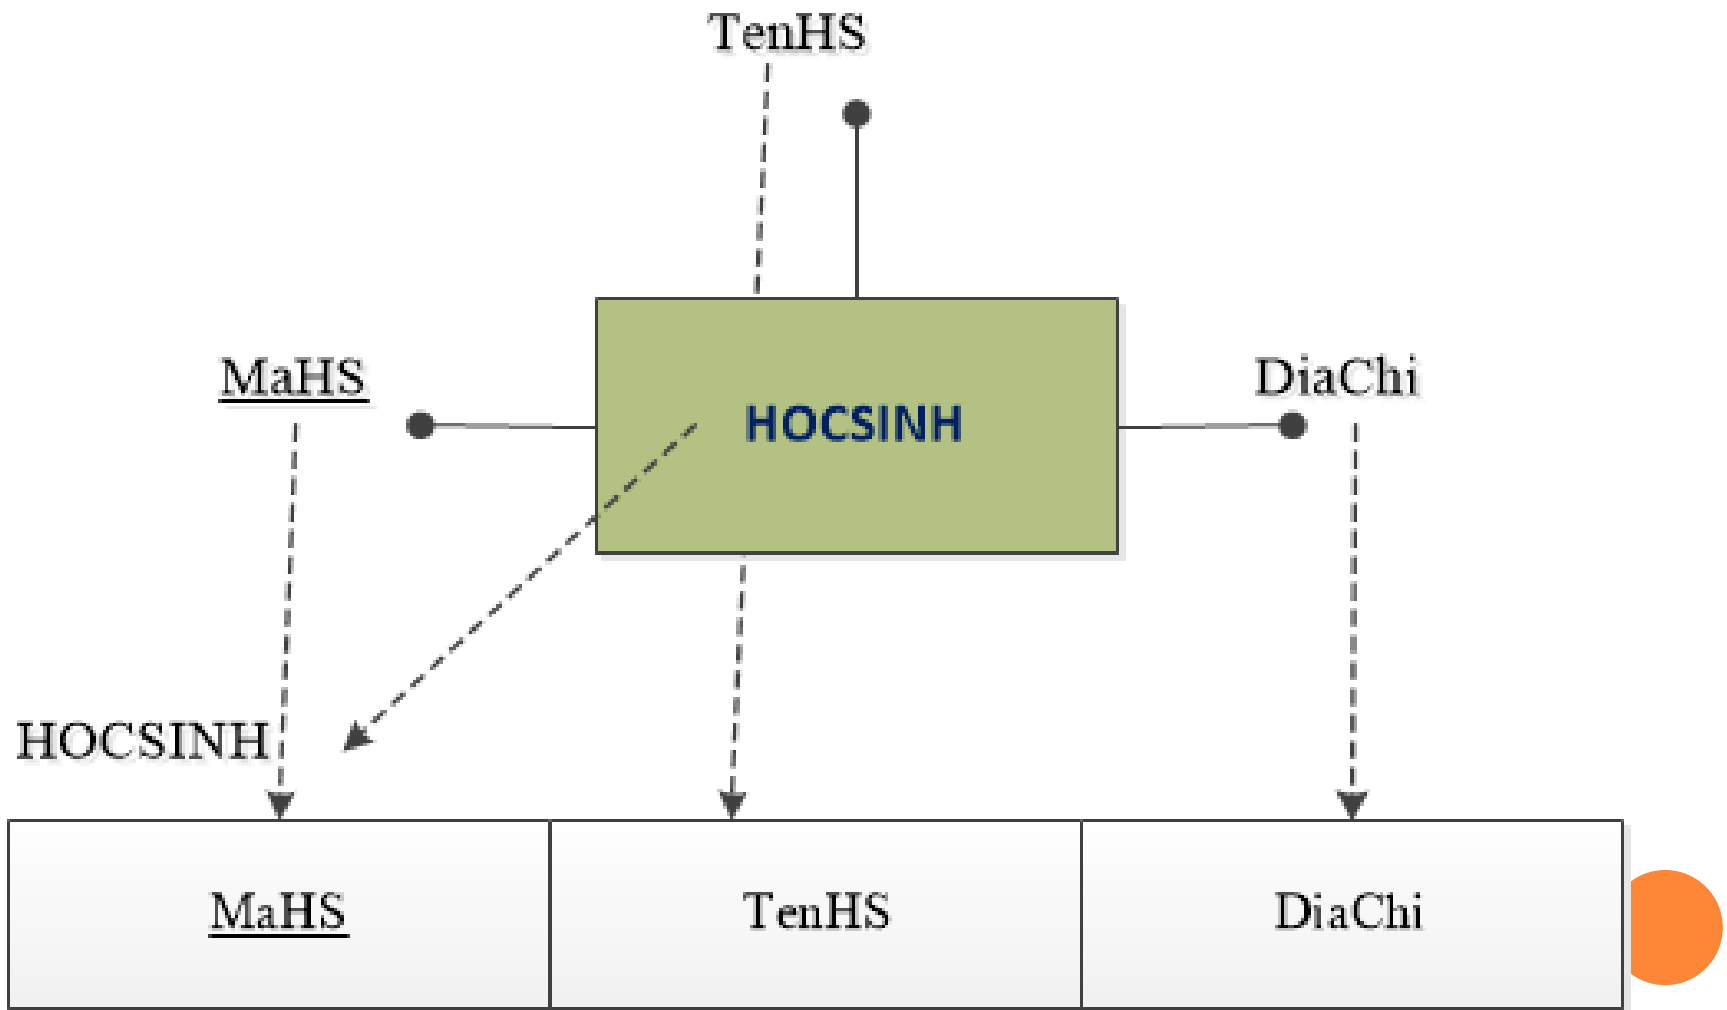 TenHS
MaHS
HOCSINH
DiaChi
HOCSINH
MaHS
TenHS
DiaChi